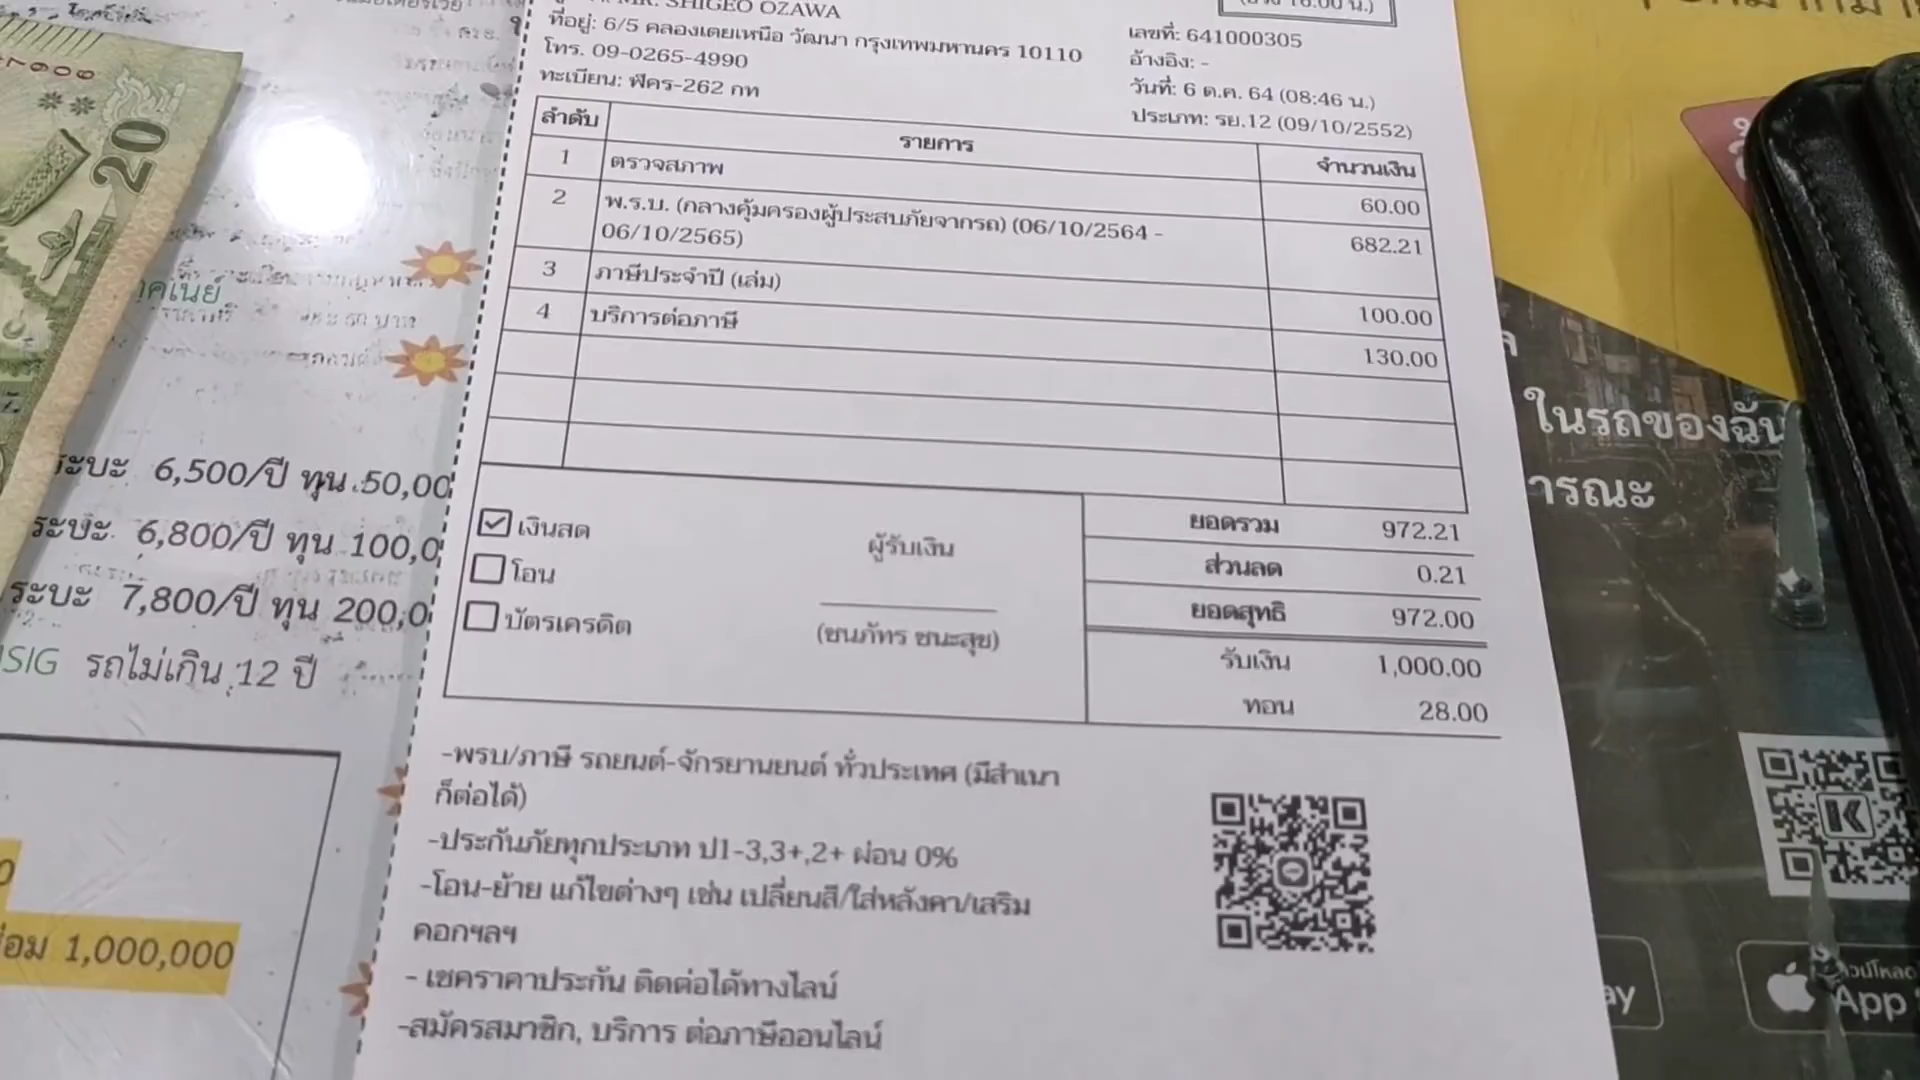 MR. SHIGEO OZAWA
ที่อยู่: 6/5 คลองเตยเหนือ วัฒนา กรุงเทพมหานคร 10110
โทร. 09-0265-4990
ทะเบียน: ฬคร-262 กท
เลขที่: 641000305
อ้างอิง: -
วันที่: 6 ต.ค. 64 (08:46 น.)
ประเภท: รย.12 (09/10/2552)
ลำดับ รายการ จำนวนเงิน
1 ตรวจสภาพ 60.00
2 พ.ร.บ. (กลางคุ้มครองผู้ประสบภัยจากรถ) (06/10/2564 - 06/10/2565) 682.21
3 ภาษีประจำปี (เล่ม) 100.00
4 บริการต่อภาษี 130.00
เงินสด
โอน
บัตรเครดิต
ผู้รับเงิน
(ชนภัทร ชนะสุข)
ยอดรวม 972.21
ส่วนลด 0.21
ยอดสุทธิ 972.00
รับเงิน 1,000.00
ทอน 28.00
-พรบ/ภาษี รถยนต์-จักรยานยนต์ ทั่วประเทศ (มีสำเนา
ก็ต่อได้)
-ประกันภัยทุกประเภท ป1-3,3+,2+ ผ่อน 0%
-โอน-ย้าย แก้ไขต่างๆ เช่น เปลี่ยนสี/ใส่หลังคา/เสริม
คอกฯลฯ
- เชคราคาประกัน ติดต่อได้ทางไลน์
-สมัครสมาชิก, บริการ ต่อภาษีออนไลน์
20
ระบะ 6,500/ปี ทุน 50,00
ระบะ 6,800/ปี ทุน 100,0
ระบะ 7,800/ปี ทุน 200,0
SIG รถไม่เกิน 12 ปี
1,000,000
ในรถของฉัน
ารณะ
K
ay
App